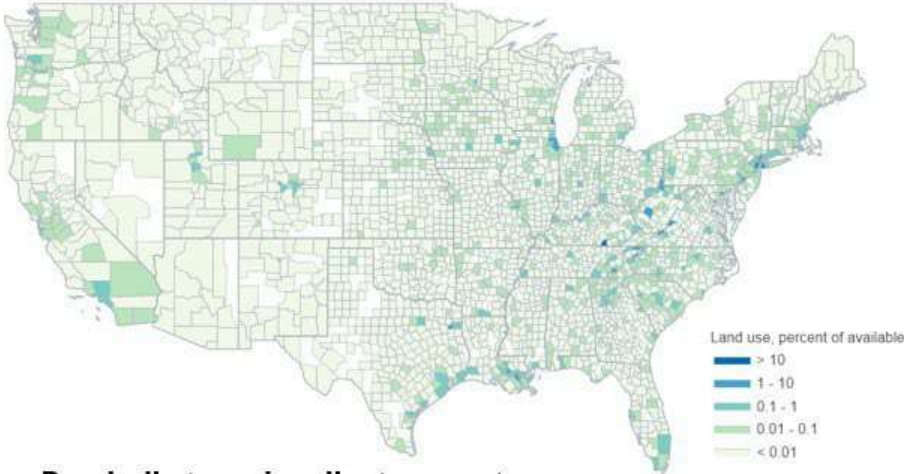 Land use, percent of available
> 10
1 - 10
0.1 - 1
0.01 - 0.1
< 0.01